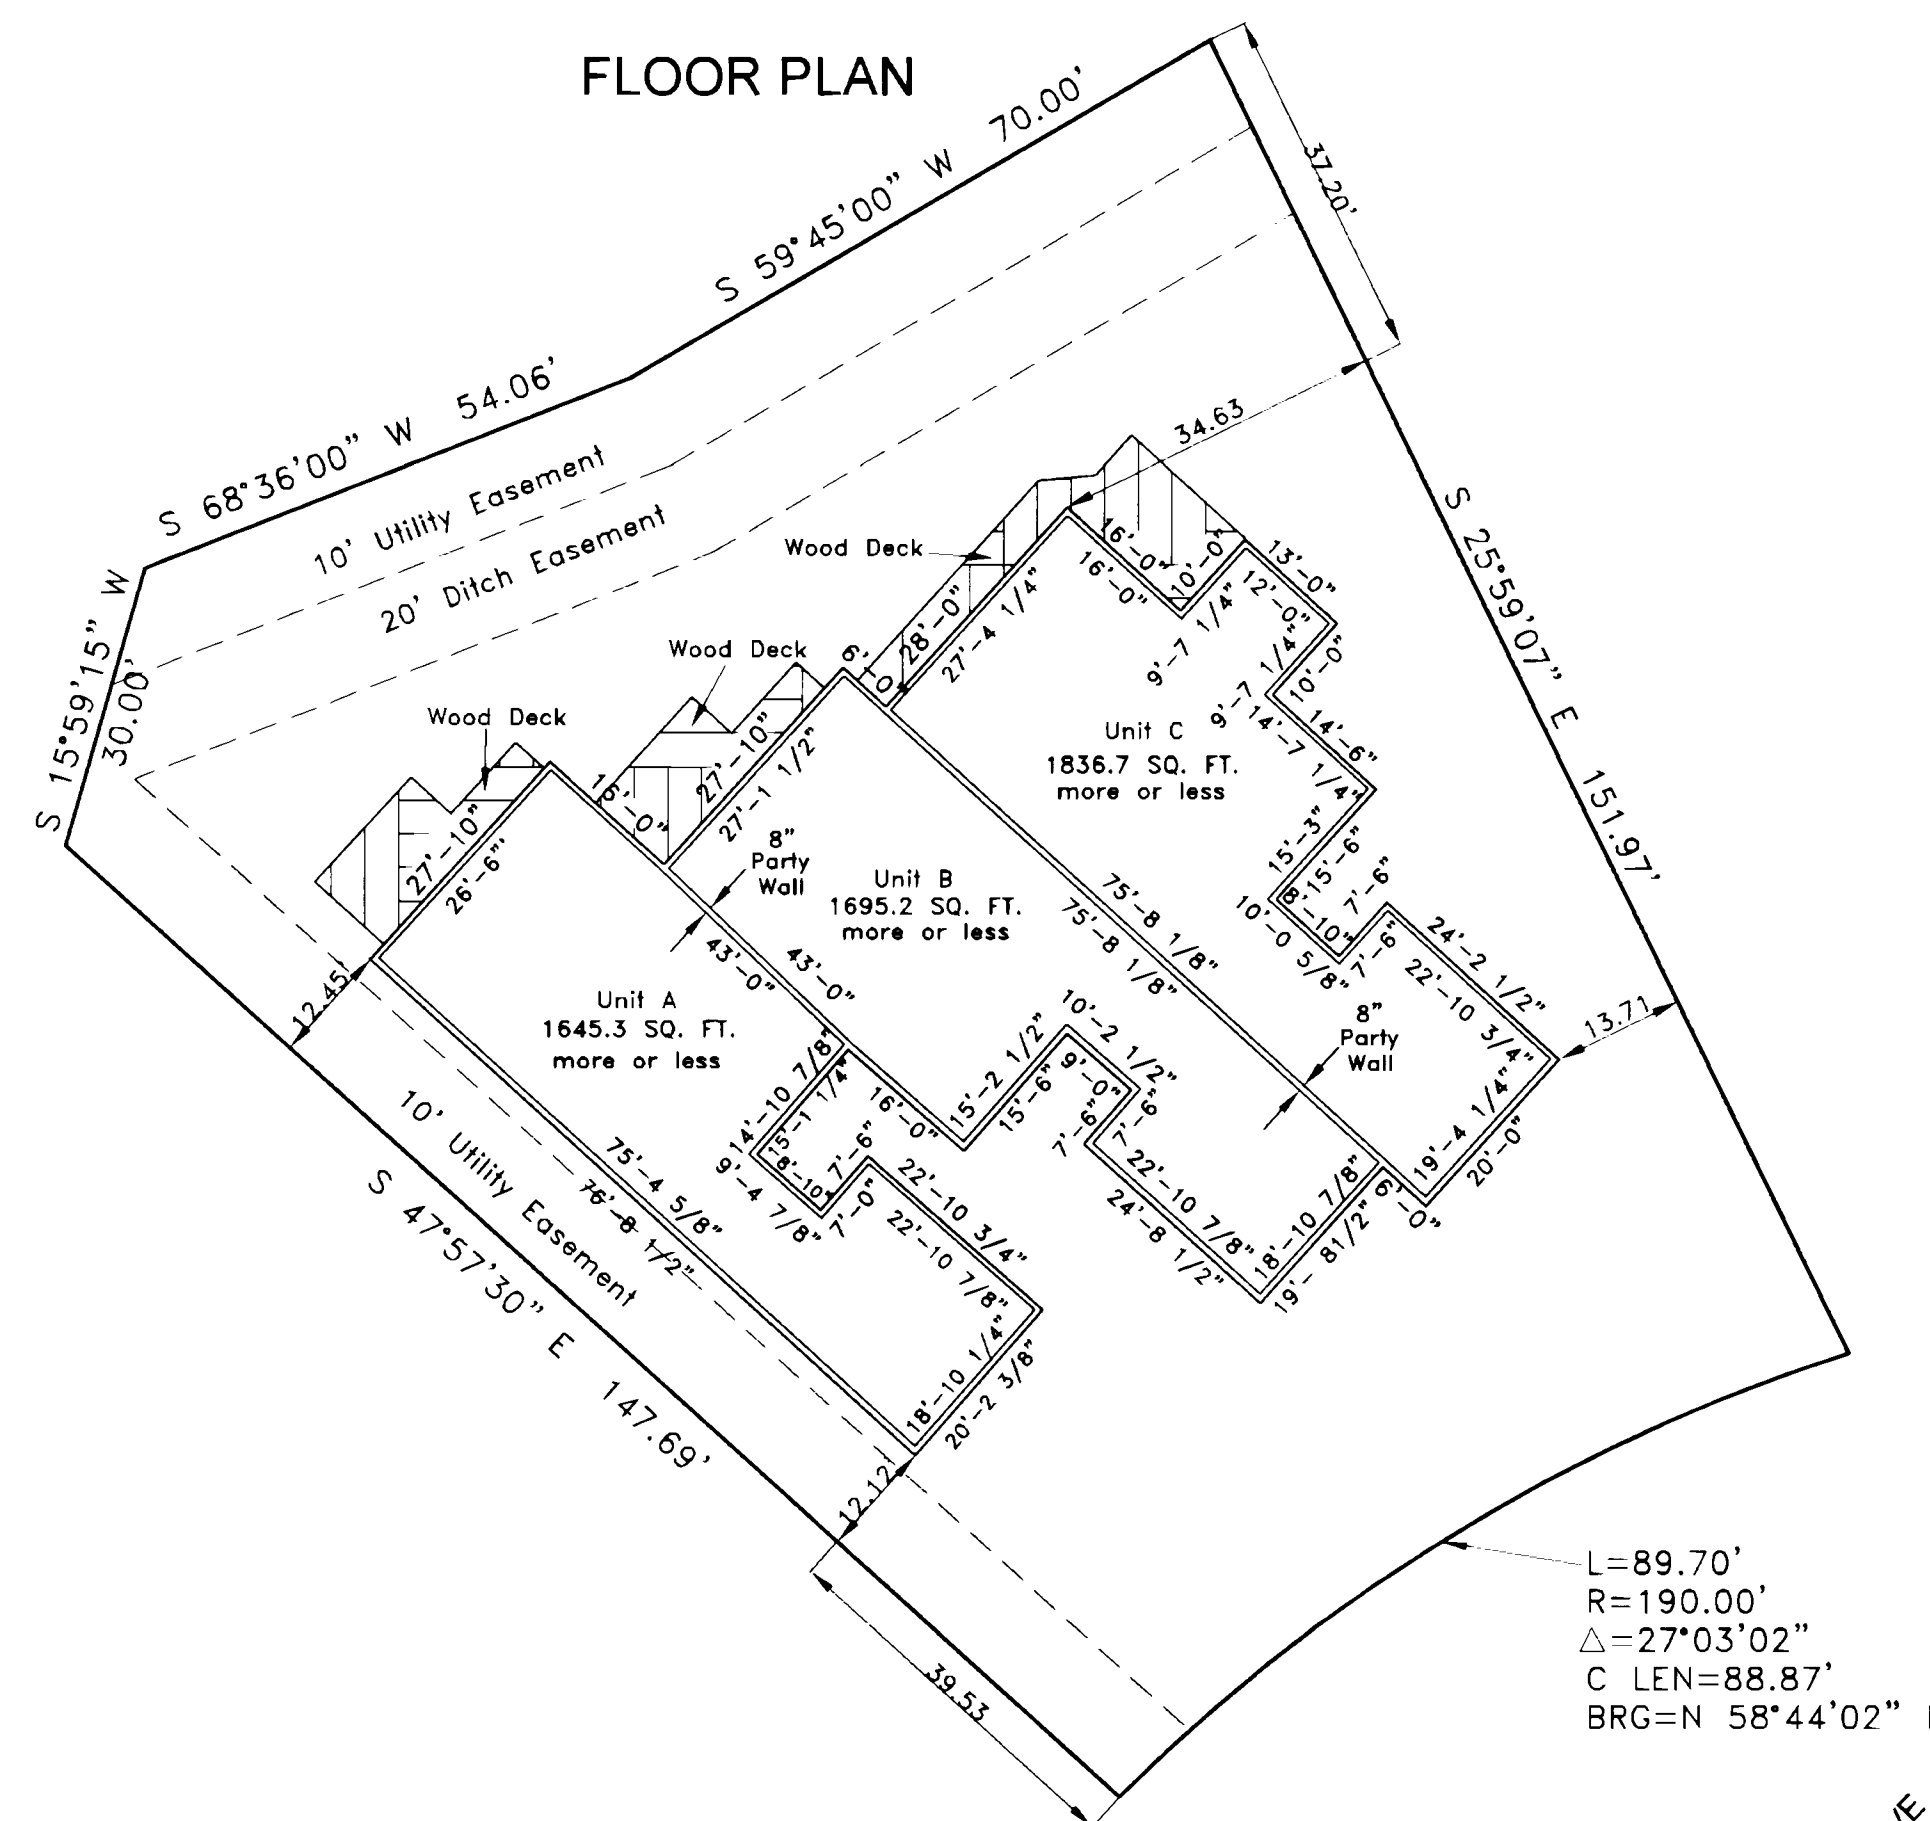 FLOOR PLAN
S 59°45'00" W 70.00'
37.20'
S 68°36'00" W 54.06'
10' Utility Easement
20' Ditch Easement
S 15°59'15" W
30.00'
34.63
S 25°59'07" E 151.97'
Wood Deck
Wood Deck
Wood Deck
16'-0"
16'-0"
10'-0"
9'-7 1/4"
13'-0"
12'-0"
9'-7 1/4"
10'-0"
14'-6"
14'-7 1/4"
28'-0"
27'-4 1/4"
6'-0"
Unit C
1836.7 SQ. FT.
more or less
15'-3"
15'-6"
8'-10"
10'-0 5/8"
7'-6"
7'-6"
24'-2 1/2"
22'-10 3/4"
19'-4 1/4"
20'-0"
13.71
8"
Party
Wall
75'-8 1/8"
75'-8 1/8"
6'-0"
27'-10"
27'-1 1/2"
16'-0"
8"
Party
Wall
Unit B
1695.2 SQ. FT.
more or less
43'-0"
43'-0"
16'-0"
15'-2 1/2"
15'-6"
10'-2 1/2"
9'-0"
7'-6"
7'-6"
22'-10 7/8"
24'-8 1/2"
18'-10 7/8"
19'- 81/2"
27'-10"
26'-6"'
12.45'
Unit A
1645.3 SQ. FT.
more or less
14'-10 7/8"
15'-1 1/4"
8'-10"
9'-4 7/8"
7'-6"
7'-0"
22'-10 3/4"
22'-10 7/8"
18'-10 1/4"
20'-2 3/8"
75'-4 5/8"
76'-8 1/2"
10' Utility Easement
S 47°57'30" E 147.69'
12.12
39.53
L=89.70'
R=190.00'
△=27°03'02"
C LEN=88.87'
BRG=N 58°44'02"
VE